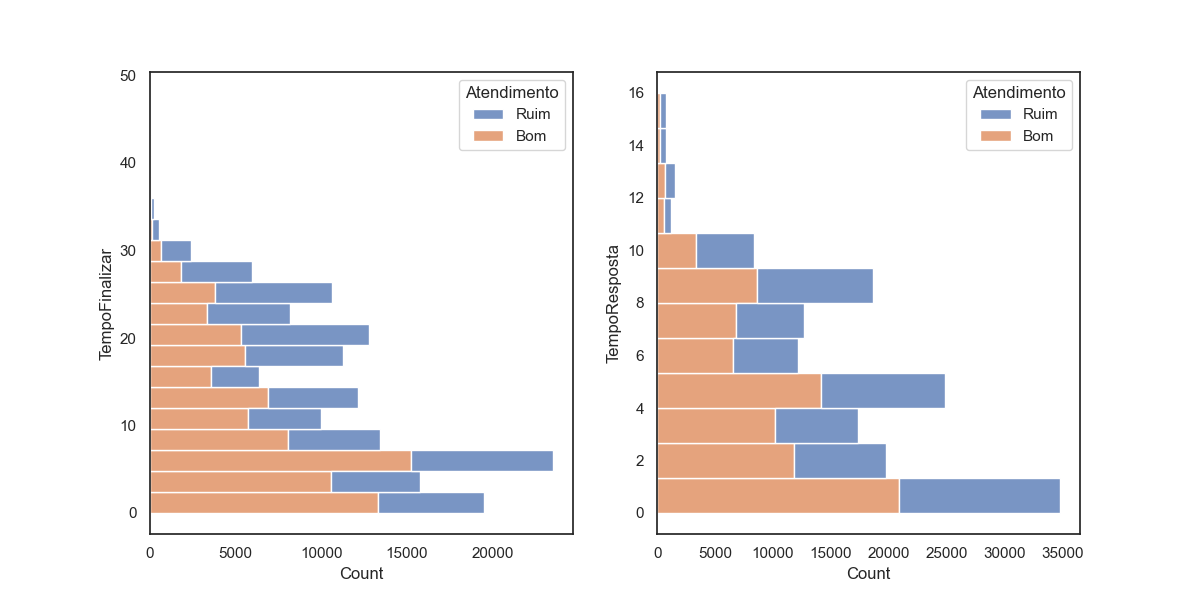 TempoFinalizar
50
40
30
20
10
0
0 5000 10000 15000 20000
Count
Atendimento
Ruim
Bom
TempoResposta
16
14
12
10
8
6
4
2
0
0 5000 10000 15000 20000 25000 30000 35000
Count
Atendimento
Ruim
Bom